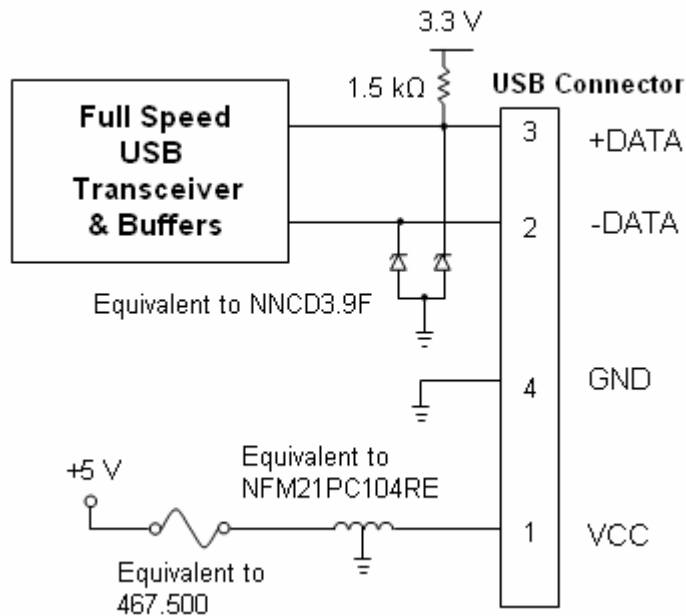 3.3 V
1.5 kΩ
USB Connector
Full Speed
USB
Transceiver
& Buffers
3
+DATA
2
-DATA
Equivalent to NNCD3.9F
4
GND
+5 V
Equivalent to
NFM21PC104RE
1
VCC
Equivalent to
467.500